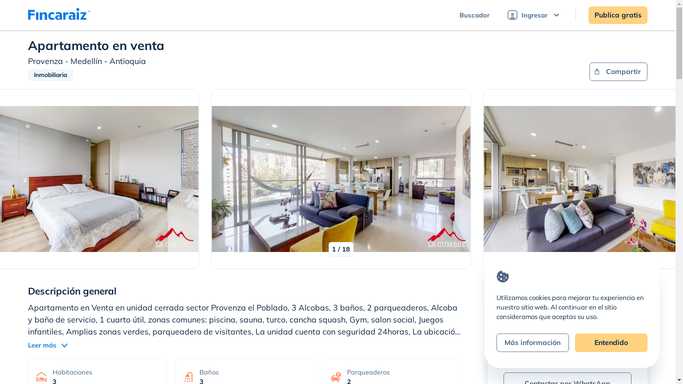 Fincaraiz
Buscador
Ingresar
Publica gratis
Apartamento en venta
Provenza - Medellín - Antioquia
Inmobiliaria
Compartir
1 / 18
Descripción general
Apartamento en Venta en unidad cerrada sector Provenza el Poblado, 3 Alcobas, 3 baños, 2 parqueaderos, Alcoba
y baño de servicio, 1 cuarto útil, zonas comunes: piscina, sauna, turco, cancha squash, Gym, salon social, Juegos
infantiles, Amplias zonas verdes, parqueadero de visitantes, La unidad cuenta con seguridad 24horas, La ubicació...
Leer más
Habitaciones
3
Baños
3
Parqueaderos
2
Utilizamos cookies para mejorar tu experiencia en
nuestro sitio web. Al continuar en el sitio
consideramos que aceptas su uso.
Más información
Entendido
Contactar por WhatsApp